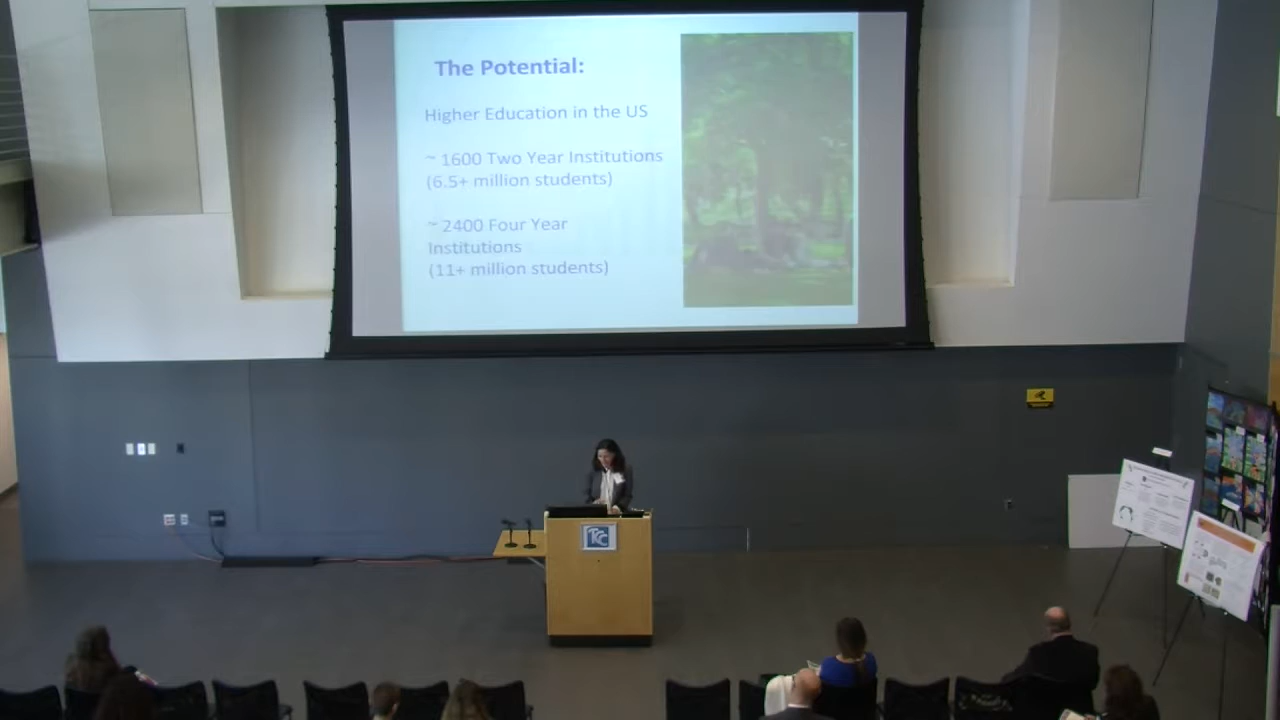 The Potential:
Higher Education in the US
~ 1600 Two Year Institutions
(6.5+ million students)
~ 2400 Four Year
Institutions
(11+ million students)
TCC